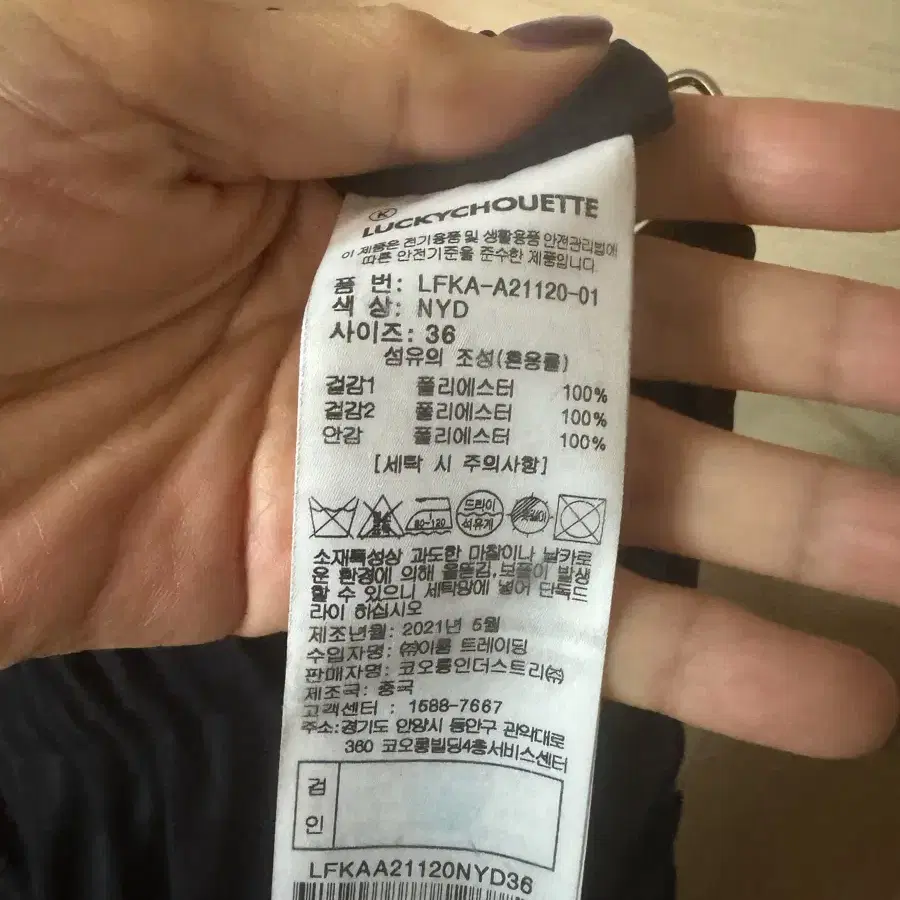 K
LUCKYCHOUETTE
이 제품은 전기용품 및 생활용품 안전관리법에
따른 안전기준을 준수한 제품입니다.
품 번: LFKA-A21120-01
색 상: NYD
사이즈: 36
섬유의 조성(혼용률)
겉감1 폴리에스터 100%
겉감2 폴리에스터 100%
안감 폴리에스터 100%
[세탁 시 주의사항]
80-120 드라이
석유계
소재특성상 과도한 마찰이나 날카로
운 환경에 의해 올뜯김,보풀이 발생
할 수 있으니 세탁망에 넣어 단독드
라이 하십시오
제조년월: 2021년 5월
수입자명: ㈜이룸 트레이딩
판매자명: 코오롱인더스트리㈜
제조국: 중국
고객센터 : 1588-7667
주소:경기도 안양시 동안구 관악대로
360 코오롱빌딩4층서비스센터
검
인
LFKAA21120NYD36